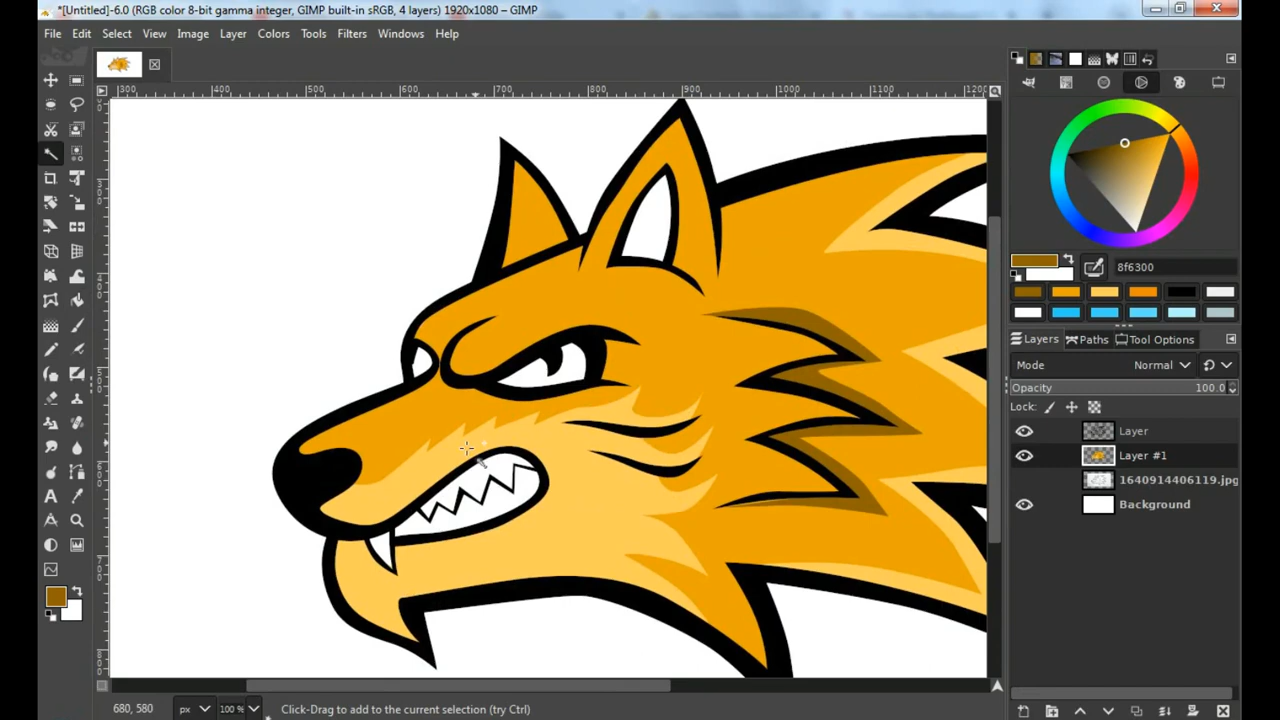 *[Untitled]-6.0 (RGB color 8-bit gamma integer, GIMP built-in sRGB, 4 layers) 1920x1080 – GIMP
File Edit Select View Image Layer Colors Tools Filters Windows Help
300 400 500 600 700 800 900 1000 1100 1200
8f6300
Layers Paths Tool Options
Mode Normal
Opacity 100.0
Lock:
Layer
Layer #1
1640914406119.jpg
Background
680, 580 px 100 % Click-Drag to add to the current selection (try Ctrl)